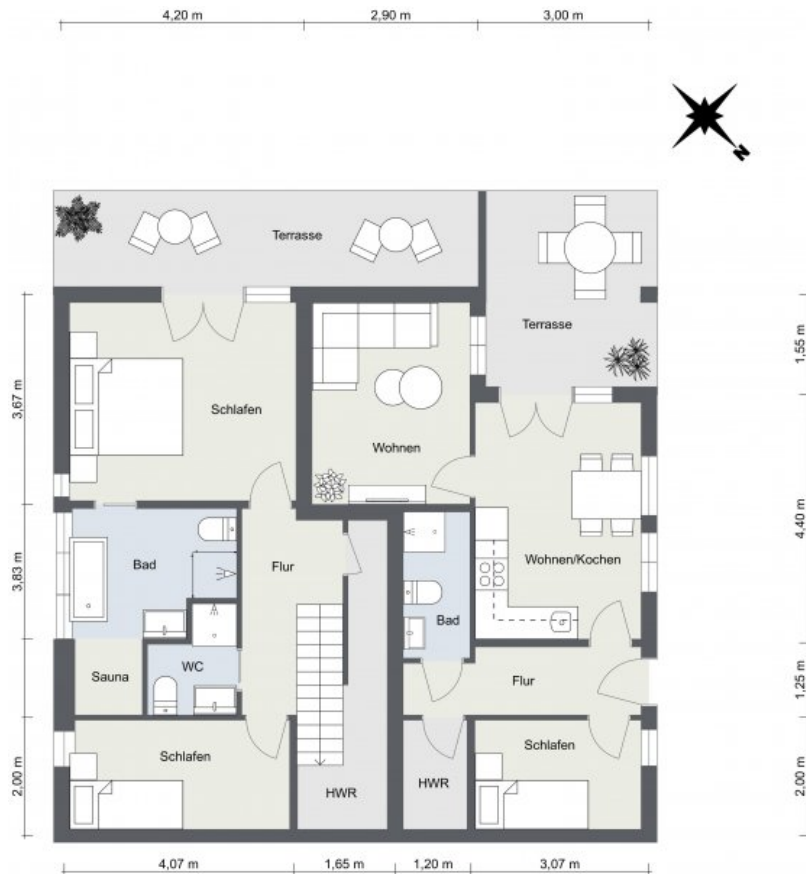 4,20 m
2,90 m
3,00 m
N
Terrasse
Terrasse
1,55 m
3,67 m
Schlafen
Wohnen
4,40 m
3,83 m
Bad
Flur
Wohnen/Kochen
Bad
Sauna
WC
Flur
1,25 m
Schlafen
Schlafen
2,00 m
HWR
HWR
2,00 m
4,07 m
1,65 m
1,20 m
3,07 m